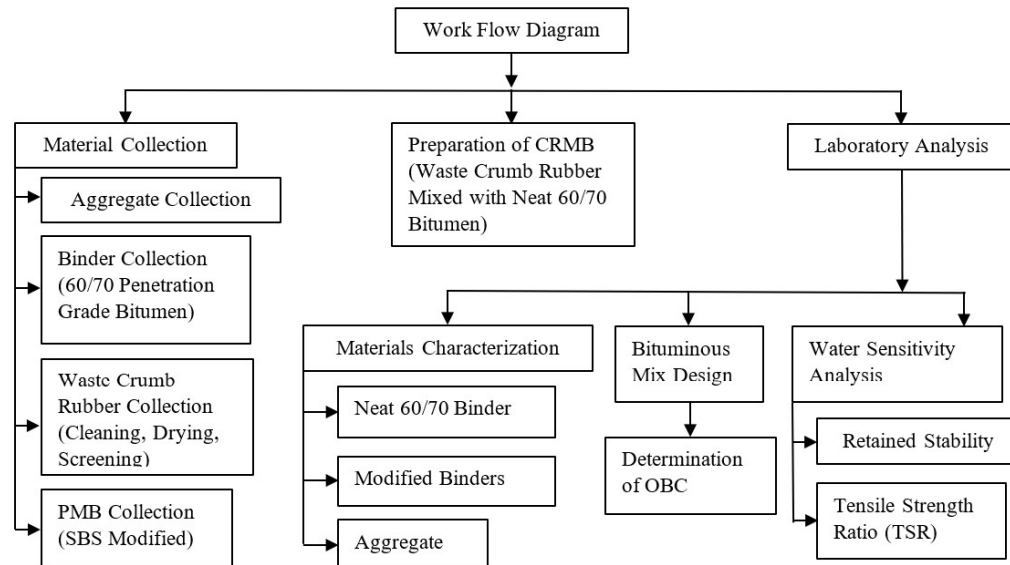 Work Flow Diagram
Material Collection
Aggregate Collection
Binder Collection
(60/70 Penetration
Grade Bitumen)
Waste Crumb
Rubber Collection
(Cleaning, Drying,
Screening)
PMB Collection
(SBS Modified)
Preparation of CRMB
(Waste Crumb Rubber
Mixed with Neat 60/70
Bitumen)
Laboratory Analysis
Materials Characterization
Neat 60/70 Binder
Modified Binders
Aggregate
Bituminous
Mix Design
Determination
of OBC
Water Sensitivity
Analysis
Retained Stability
Tensile Strength
Ratio (TSR)